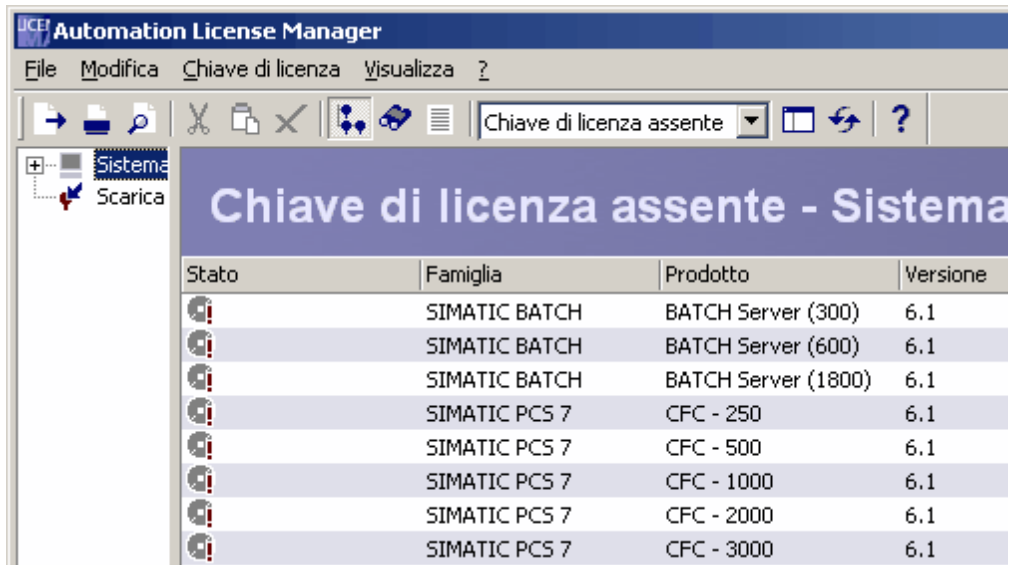 Automation License Manager
File Modifica Chiave di licenza Visualizza ?
Chiave di licenza assente ?
Sistema
Scarica
Chiave di licenza assente - Sistema
Stato Famiglia Prodotto Versione
SIMATIC BATCH BATCH Server (300) 6.1
SIMATIC BATCH BATCH Server (600) 6.1
SIMATIC BATCH BATCH Server (1800) 6.1
SIMATIC PCS 7 CFC - 250 6.1
SIMATIC PCS 7 CFC - 500 6.1
SIMATIC PCS 7 CFC - 1000 6.1
SIMATIC PCS 7 CFC - 2000 6.1
SIMATIC PCS 7 CFC - 3000 6.1